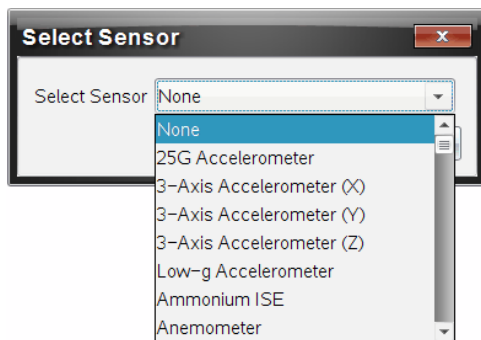 Select Sensor
x
Select Sensor None
None
25G Accelerometer
3-Axis Accelerometer (X)
3-Axis Accelerometer (Y)
3-Axis Accelerometer (Z)
Low-g Accelerometer
Ammonium ISE
Anemometer